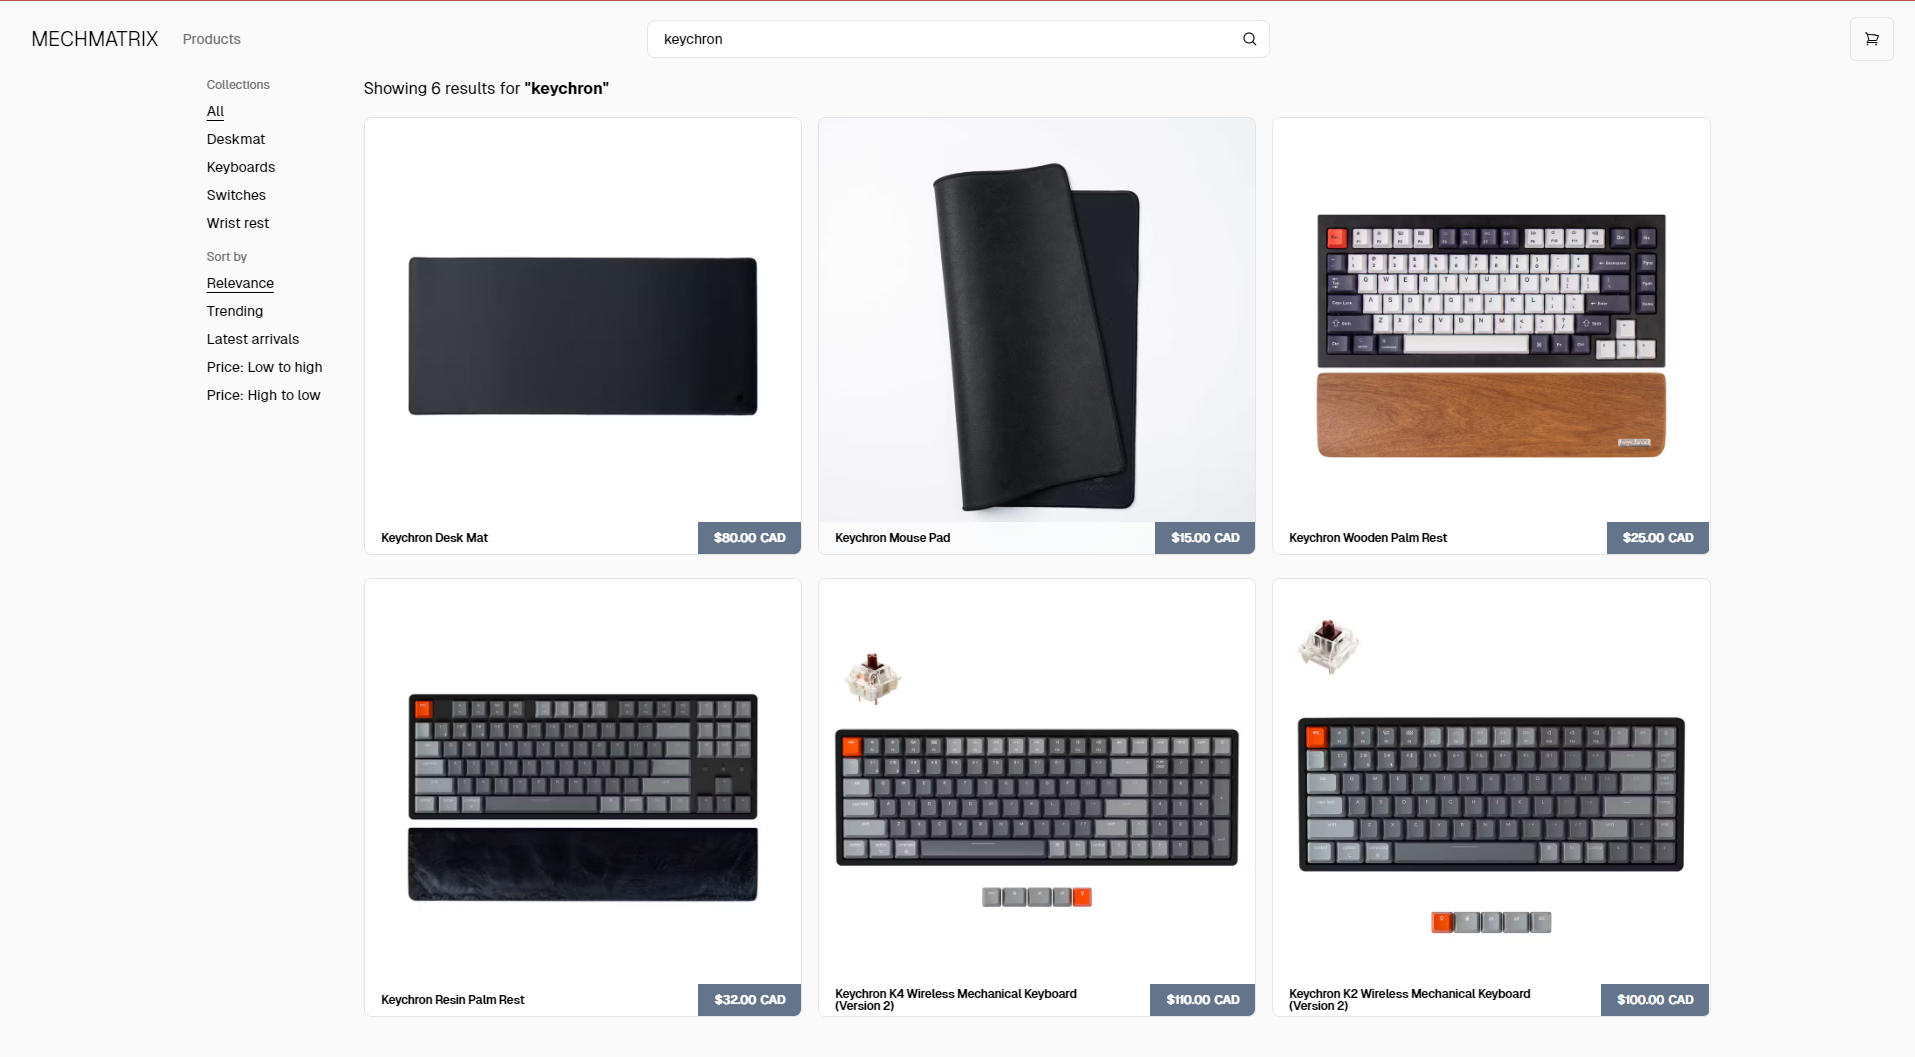 MECHMATRIX
Products
keychron
Collections
All
Deskmat
Keyboards
Switches
Wrist rest
Sort by
Relevance
Trending
Latest arrivals
Price: Low to high
Price: High to low
Showing 6 results for "keychron"
Keychron Desk Mat
$80.00 CAD
Keychron Mouse Pad
$15.00 CAD
Keychron Wooden Palm Rest
$25.00 CAD
Keychron Resin Palm Rest
$32.00 CAD
Keychron K4 Wireless Mechanical Keyboard
(Version 2)
$110.00 CAD
Keychron K2 Wireless Mechanical Keyboard
(Version 2)
$100.00 CAD